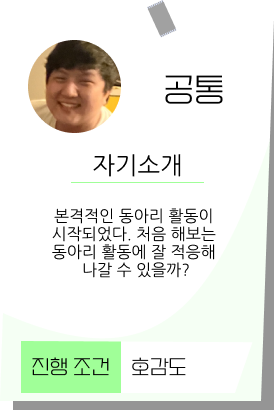 공통
자기소개
본격적인 동아리 활동이
시작되었다. 처음 해보는
동아리 활동에 잘 적응해
나갈 수 있을까?
진행 조건 호감도